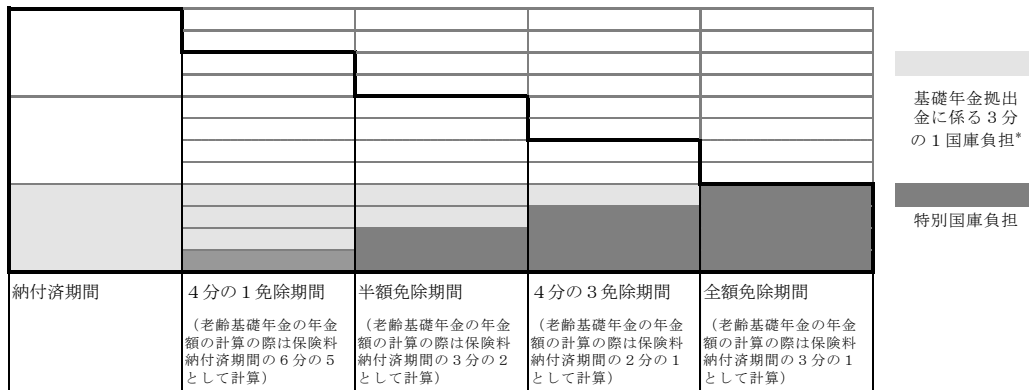 基礎年金拠出
金に係る３分
の１国庫負担*
特別国庫負担
納付済期間
４分の１免除期間
（老齢基礎年金の年金
額の計算の際は保険料
納付済期間の６分の５
として計算）
半額免除期間
（老齢基礎年金の年金
額の計算の際は保険料
納付済期間の３分の２
として計算）
４分の３免除期間
（老齢基礎年金の年金
額の計算の際は保険料
納付済期間の２分の１
として計算）
全額免除期間
（老齢基礎年金の年金
額の計算の際は保険料
納付済期間の３分の１
として計算）